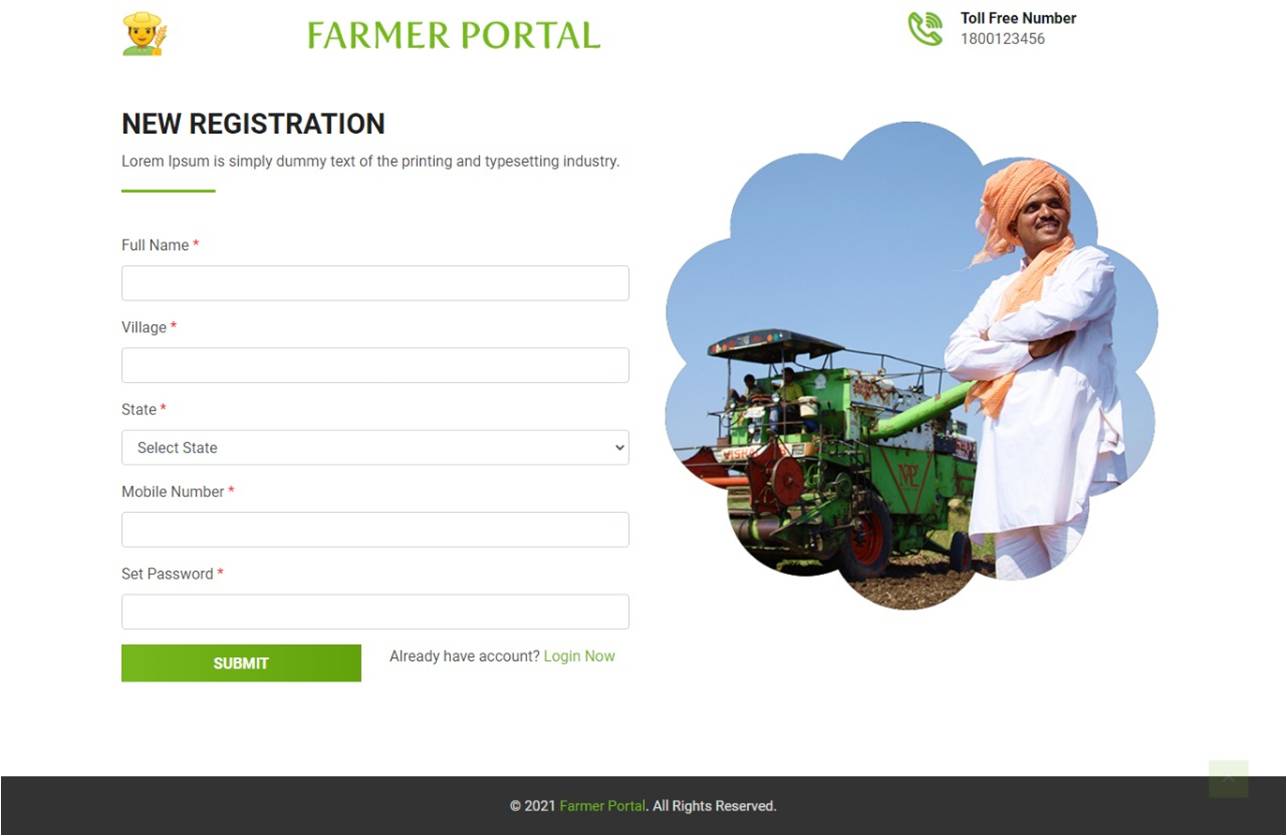 FARMER PORTAL
Toll Free Number
1800123456
NEW REGISTRATION
Lorem Ipsum is simply dummy text of the printing and typesetting industry.
Full Name *
Village *
State *
Select State
Mobile Number *
Set Password *
SUBMIT
Already have account? Login Now
© 2021 Farmer Portal. All Rights Reserved.